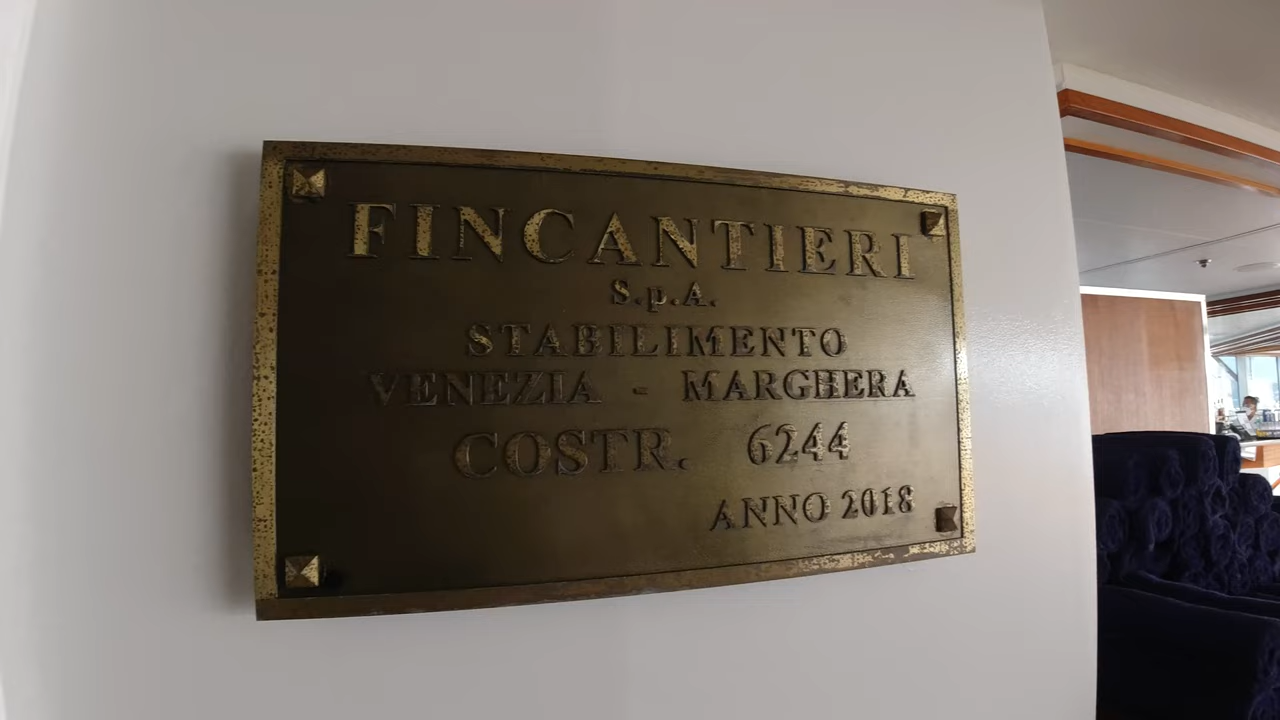 FINCANTIERI
S.p.A.
STABILIMENTO
VENEZIA - MARGHERA
COSTR. 6244
ANNO 2018